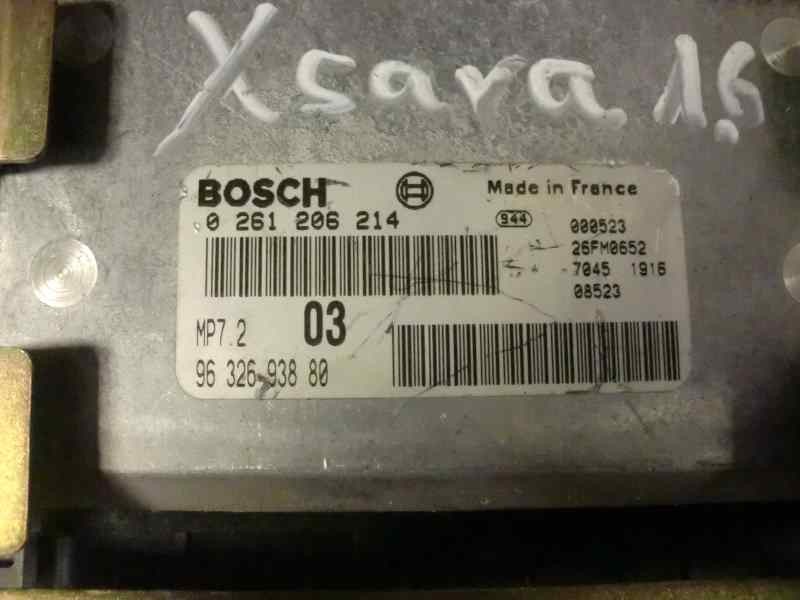 Xsara 1.6
BOSCH Made in France
0 261 206 214 944 000523
26FM0652
7045 1916
08523
MP7.2 03
96 326 938 80